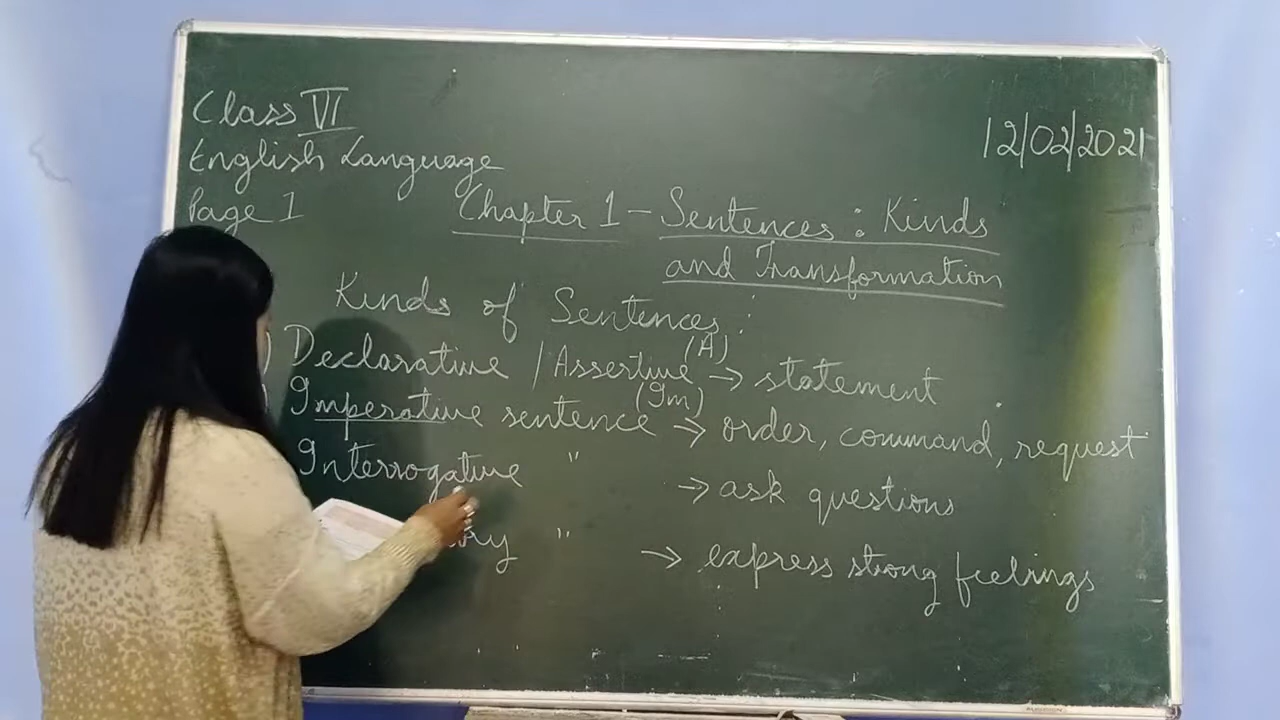 Class VI
12/02/2021
English Language
Page 1
Chapter 1 - Sentences : Kinds
and Transformation
Kinds of Sentences :
) Declarative / Assertive (A) → statement
) Imperative sentence (Im) → order, command, request
Interrogative " → ask questions
" → express strong feelings